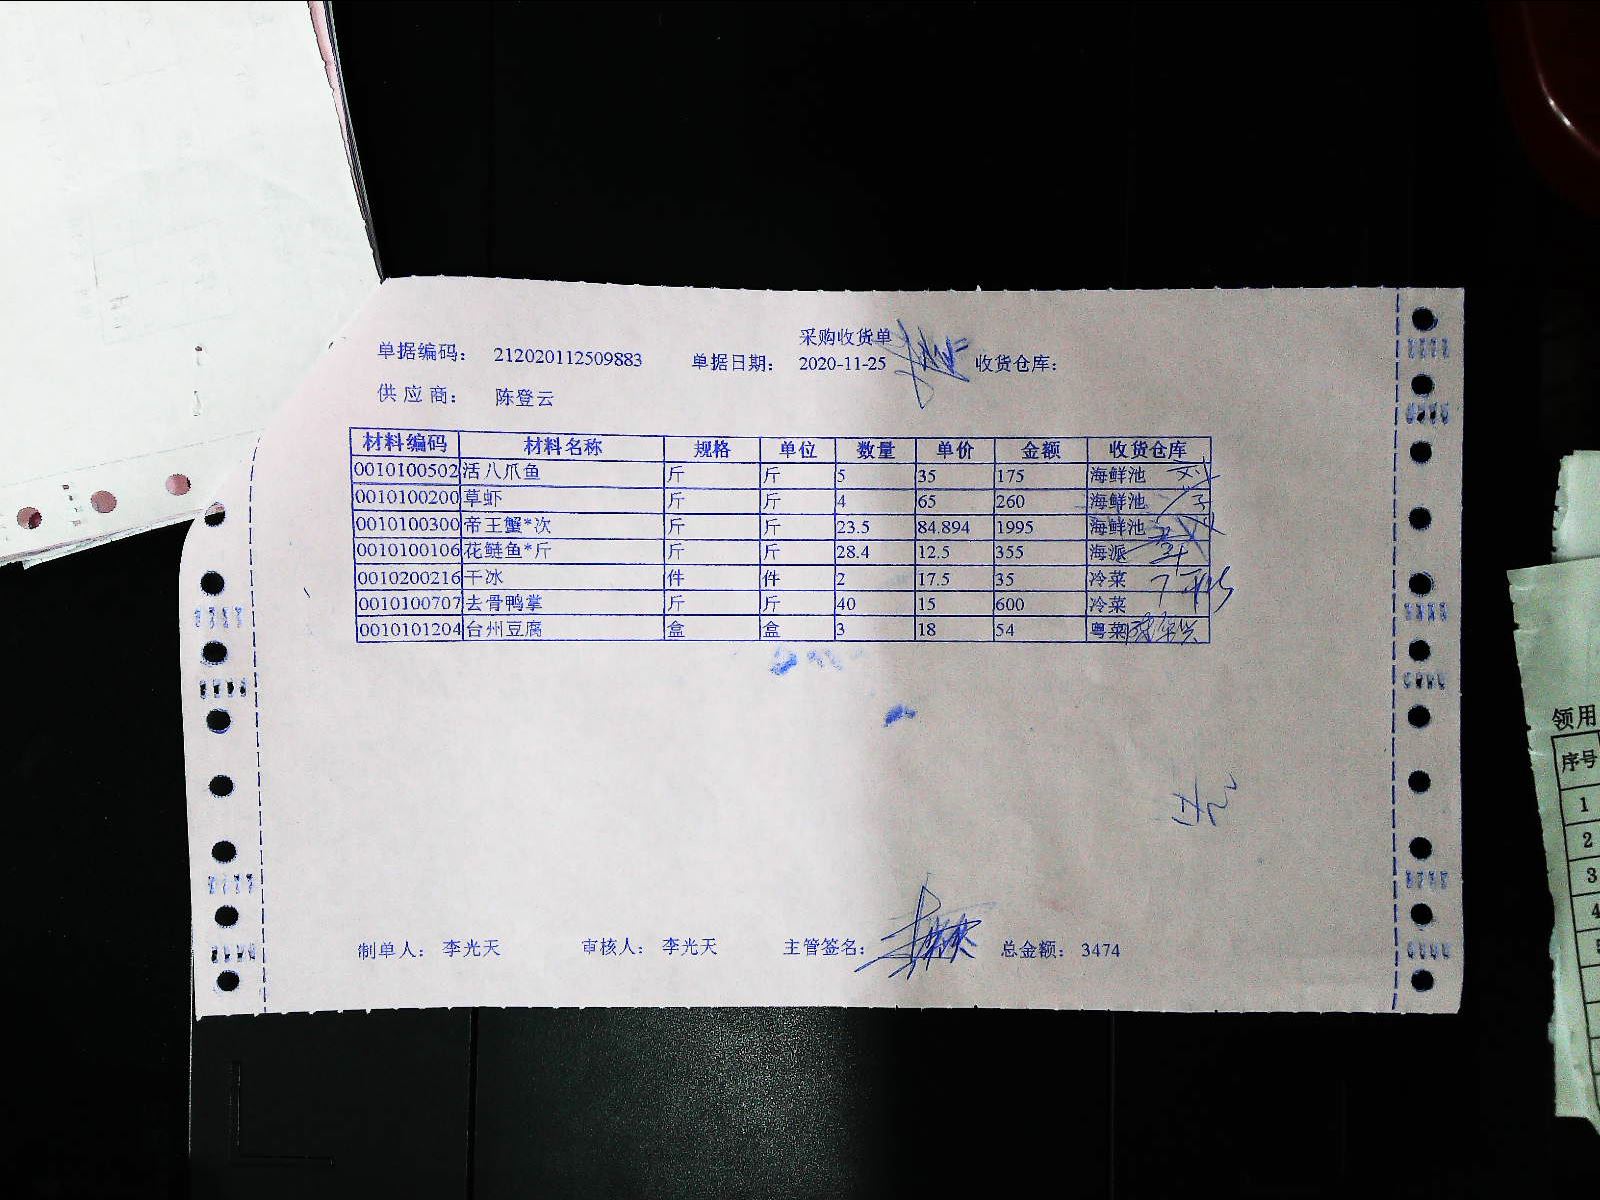 采购收货单
单据编码： 212020112509883 单据日期： 2020-11-25 收货仓库：
供应商： 陈登云
材料编码 材料名称 规格 单位 数量 单价 金额 收货仓库
0010100502 活八爪鱼 斤 斤 5 35 175 海鲜池
0010100200 草虾 斤 斤 4 65 260 海鲜池
0010100300 帝王蟹*次 斤 斤 23.5 84.894 1995 海鲜池
0010100106 花鲢鱼*斤 斤 斤 28.4 12.5 355 海派
0010200216 干冰 件 件 2 17.5 35 冷菜
0010100707 去骨鸭掌 斤 斤 40 15 600 冷菜
0010101204 台州豆腐 盒 盒 3 18 54 粤菜
制单人： 李光天 审核人： 李光天 主管签名： 总金额： 3474
领用
序号
1
2
3
4